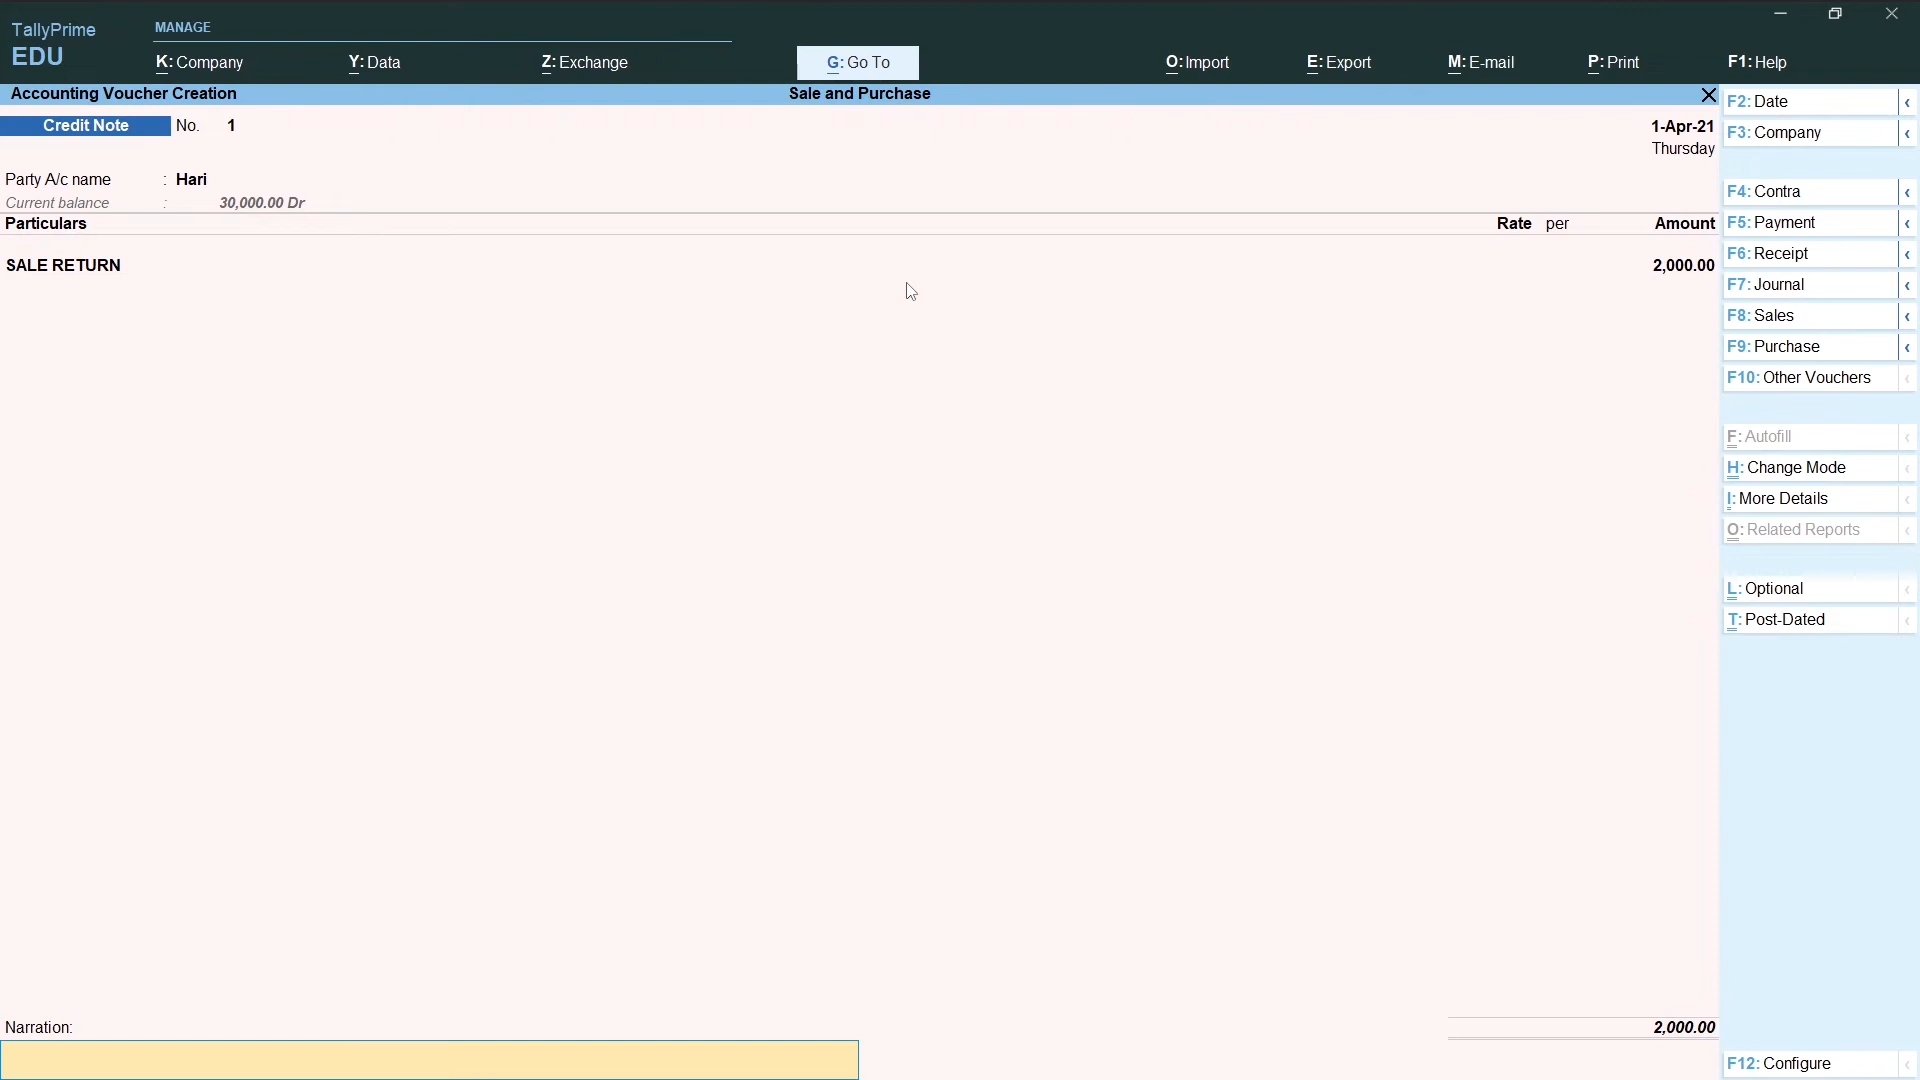 TallyPrime
EDU
MANAGE
K: Company
Y: Data
Z: Exchange
G: Go To
O: Import
E: Export
M: E-mail
P: Print
F1: Help
Accounting Voucher Creation
Sale and Purchase
Credit Note No. 1
1-Apr-21
Thursday
Party A/c name : Hari
Current balance : 30,000.00 Dr
Particulars Rate per Amount
SALE RETURN 2,000.00
Narration:
2,000.00
F2: Date
F3: Company
F4: Contra
F5: Payment
F6: Receipt
F7: Journal
F8: Sales
F9: Purchase
F10: Other Vouchers
F: Autofill
H: Change Mode
I: More Details
O: Related Reports
L: Optional
T: Post-Dated
F12: Configure